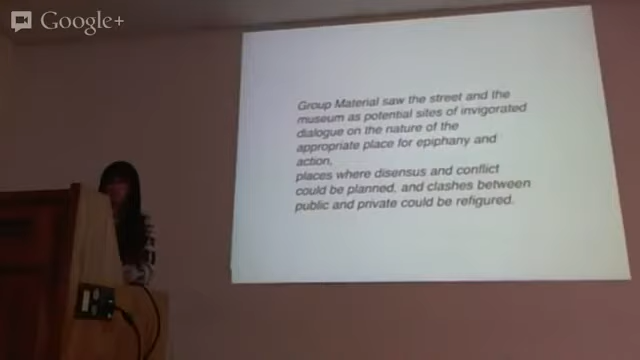 Google+
Group Material saw the street and the
museum as potential sites of invigorated
dialogue on the nature of the
appropriate place for epiphany and
action,
places where disensus and conflict
could be planned, and clashes between
public and private could be refigured.